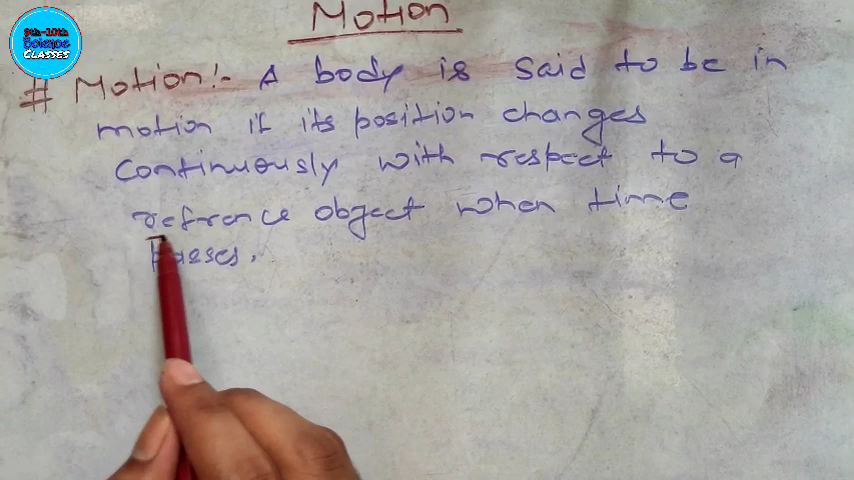 Motion
9th-10th
Science
CLASSES
# Motion:- A body is said to be in
motion if its position changes
continuously with respect to a
refrence object when time
passes.